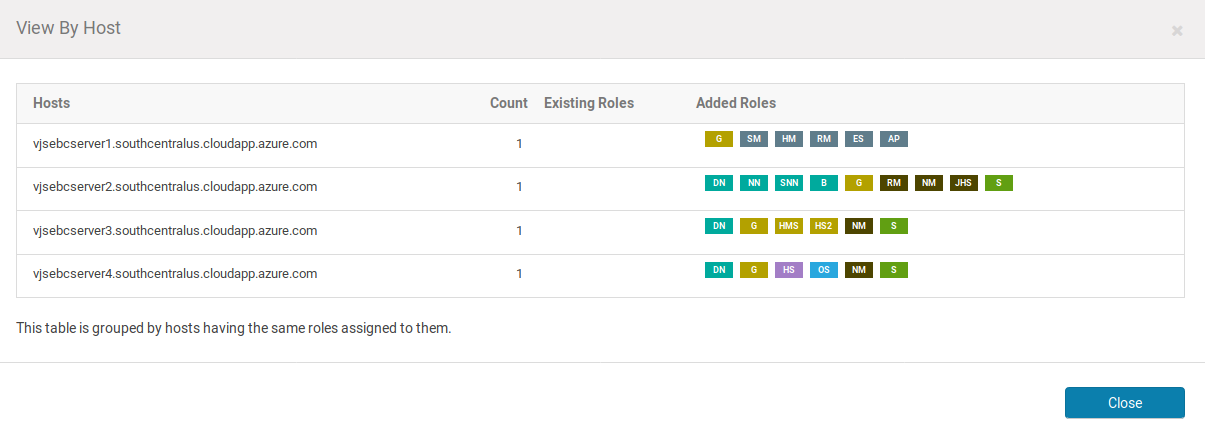 View By Host
×
Hosts Count Existing Roles Added Roles
vjsebcserver1.southcentralus.cloudapp.azure.com 1 G SM HM RM ES AP
vjsebcserver2.southcentralus.cloudapp.azure.com 1 DN NN SNN B G RM NM JHS S
vjsebcserver3.southcentralus.cloudapp.azure.com 1 DN G HMS HS2 NM S
vjsebcserver4.southcentralus.cloudapp.azure.com 1 DN G HS OS NM S
This table is grouped by hosts having the same roles assigned to them.
Close